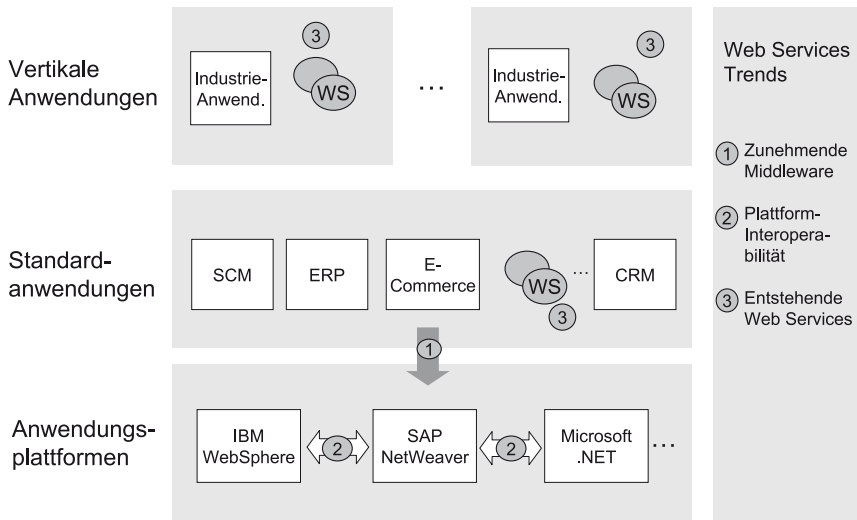 Vertikale
Anwendungen
Industrie-
Anwend.
3
WS
...
Industrie-
Anwend.
3
WS
Standard-
anwendungen
SCM
ERP
E-
Commerce
WS
3
...
CRM
1
Anwendungs-
plattformen
IBM
WebSphere
2
SAP
NetWeaver
2
Microsoft
.NET
...
Web Services
Trends
1 Zunehmende
Middleware
2 Plattform-
Interopera-
bilität
3 Entstehende
Web Services